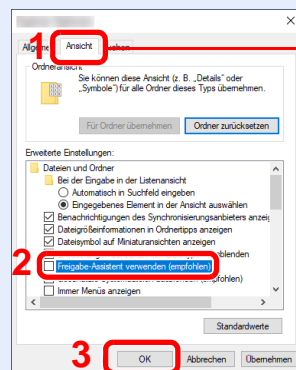 1
Allgemein Ansicht Suchen
Ordneransicht
Sie können diese Ansicht (z. B. „Details" oder
„Symbole") für alle Ordner dieses Typs übernehmen.
Für Ordner übernehmen Ordner zurücksetzen
Erweiterte Einstellungen:
Dateien und Ordner
Bei der Eingabe in der Listenansicht
Automatisch in Suchfeld eingeben
Eingegebenes Element in der Ansicht auswählen
Benachrichtigungen des Synchronisierungsanbieters anzeig
Dateigrößeinformationen in Ordnertipps anzeigen
Dateisymbol auf Miniaturansichten anzeigen
2
Freigabe-Assistent verwenden (empfohlen)
Immer Menüs anzeigen
Standardwerte
3
OK Abbrechen Übernehmen